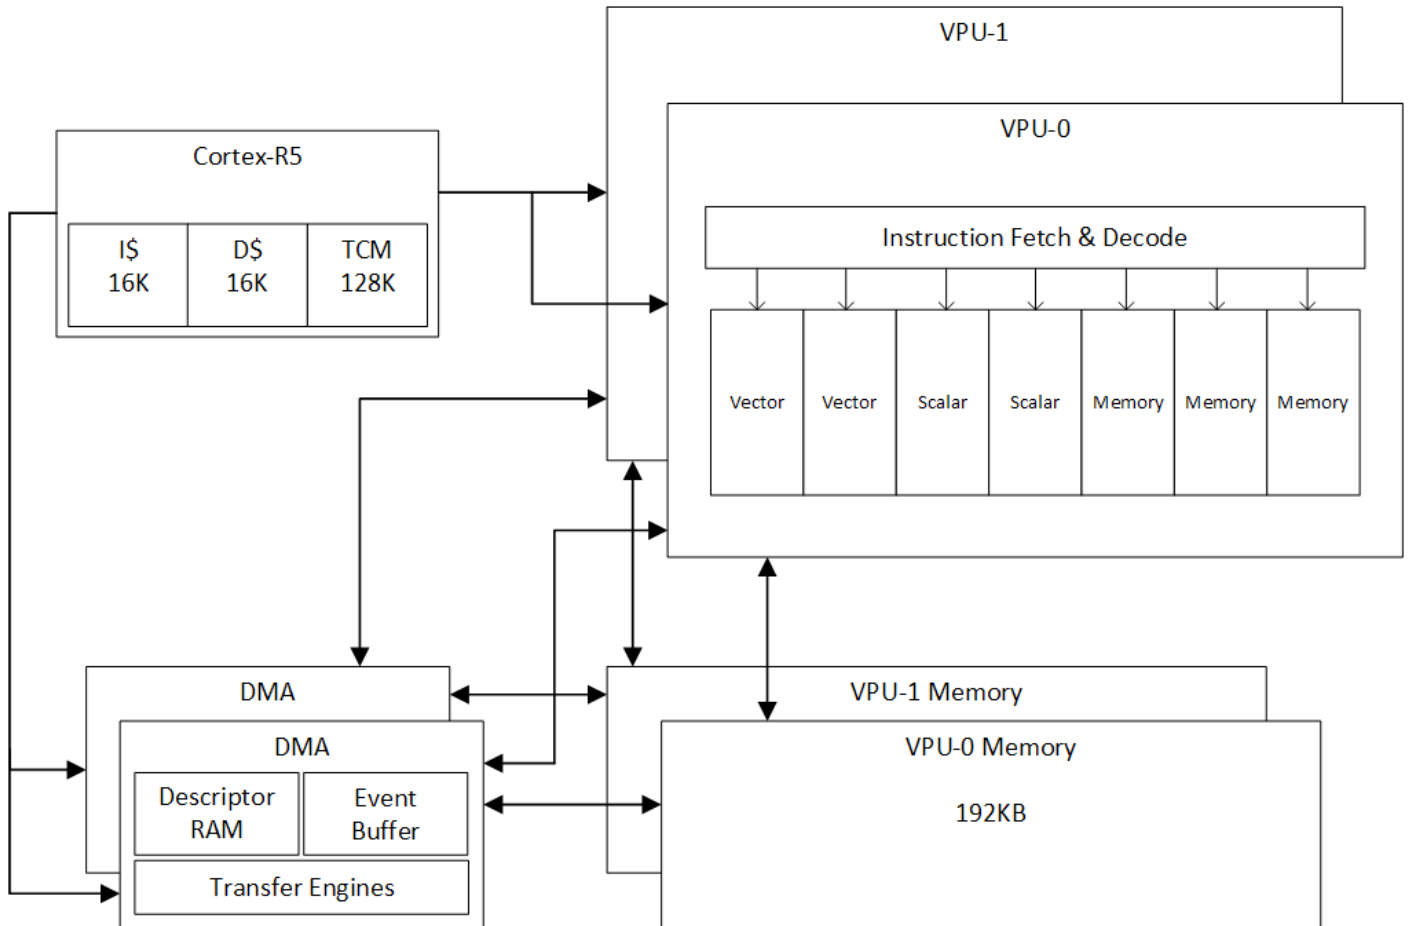 VPU-1
VPU-0
Cortex-R5
I$
16K
D$
16K
TCM
128K
Instruction Fetch & Decode
Vector
Vector
Scalar
Scalar
Memory
Memory
Memory
DMA
DMA
Descriptor
RAM
Event
Buffer
Transfer Engines
VPU-1 Memory
VPU-0 Memory
192KB